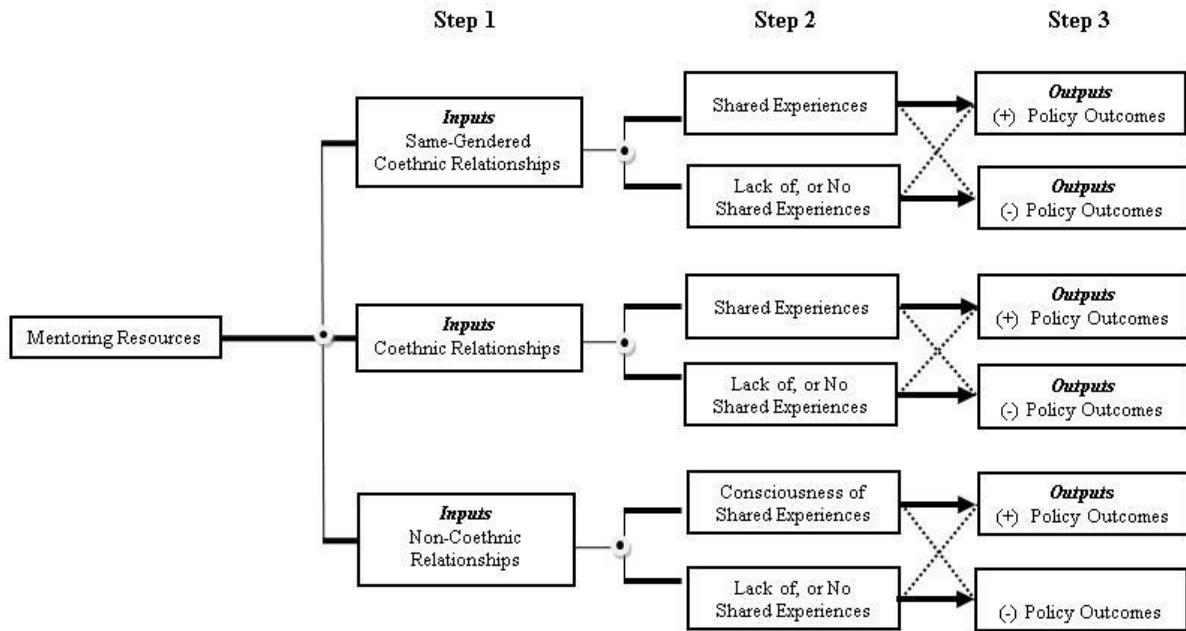 Step 1
Step 2
Step 3
Mentoring Resources
Inputs
Same-Gendered
Coethnic Relationships
Shared Experiences
Outputs
(+) Policy Outcomes
Lack of, or No
Shared Experiences
Outputs
(-) Policy Outcomes
Inputs
Coethnic Relationships
Shared Experiences
Outputs
(+) Policy Outcomes
Lack of, or No
Shared Experiences
Outputs
(-) Policy Outcomes
Inputs
Non-Coethnic
Relationships
Consciousness of
Shared Experiences
Outputs
(+) Policy Outcomes
Lack of, or No
Shared Experiences
(-) Policy Outcomes